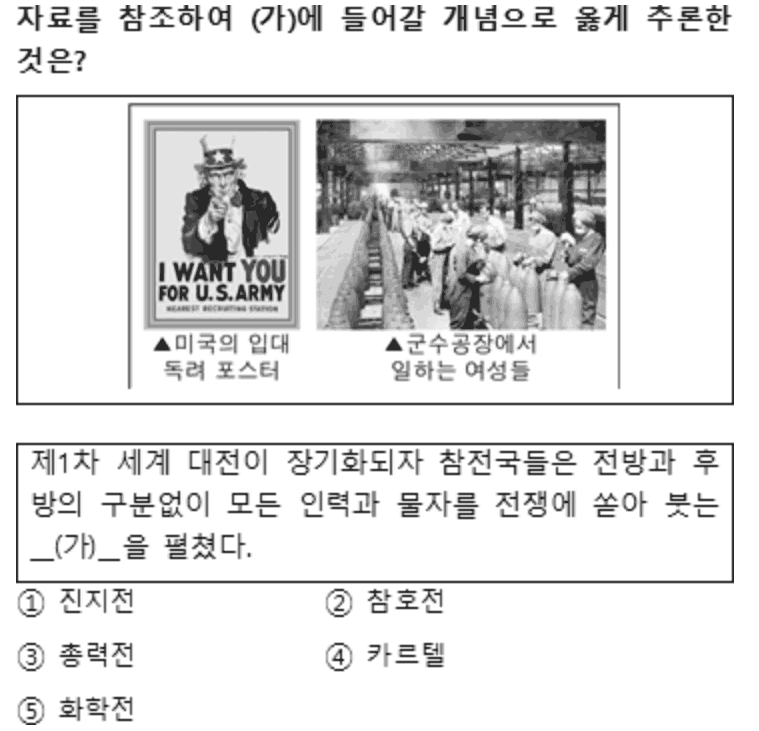 자료를 참조하여 (가)에 들어갈 개념으로 옳게 추론한
것은?
I WANT YOU
FOR U.S. ARMY
NEAREST RECRUITING STATION
▲미국의 입대
독려 포스터
▲군수공장에서
일하는 여성들
제1차 세계 대전이 장기화되자 참전국들은 전방과 후
방의 구분없이 모든 인력과 물자를 전쟁에 쏟아 붓는
_(가)_을 펼쳤다.
① 진지전
② 참호전
③ 총력전
④ 카르텔
⑤ 화학전